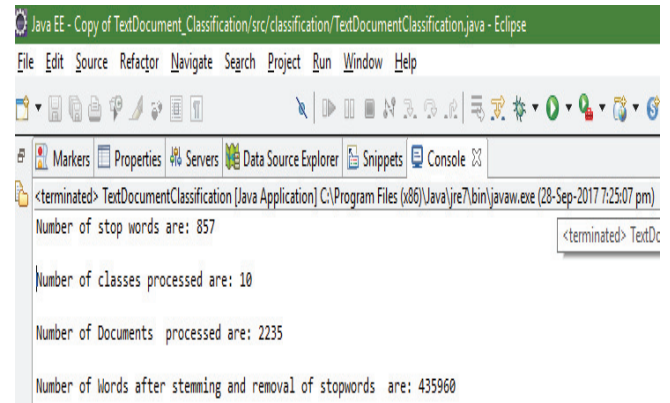 Java EE - Copy of TextDocument_Classification/src/classification/TextDocumentClassification.java - Eclipse
File Edit Source Refactor Navigate Search Project Run Window Help
Markers Properties Servers Data Source Explorer Snippets Console
<terminated> TextDocumentClassification [Java Application] C:\Program Files (x86)\Java\jre7\bin\javaw.exe (28-Sep-2017 7:25:07 pm)
Number of stop words are: 857
<terminated> TextDo
Number of classes processed are: 10
Number of Documents processed are: 2235
Number of Words after stemming and removal of stopwords are: 435960